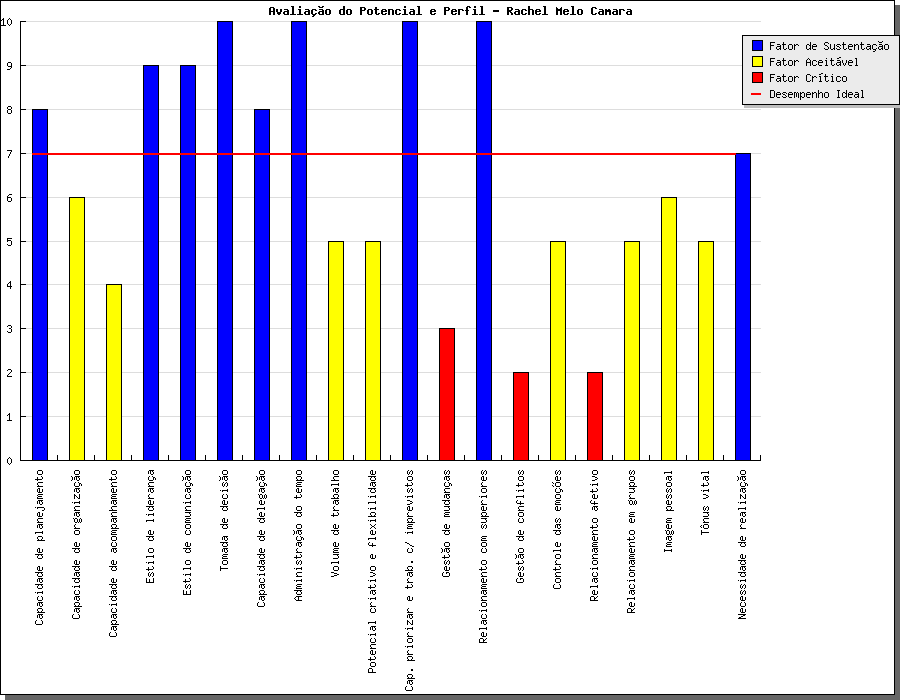 Avaliação do Potencial e Perfil - Rachel Melo Camara
Fator de Sustentação
Fator Aceitável
Fator Crítico
Desempenho Ideal
10
9
8
7
6
5
4
3
2
1
0
Capacidade de planejamento
Capacidade de organização
Capacidade de acompanhamento
Estilo de liderança
Estilo de comunicação
Tomada de decisão
Capacidade de delegação
Administração do tempo
Volume de trabalho
Potencial criativo e flexibilidade
Cap. priorizar e trab. c/ imprevistos
Gestão de mudanças
Relacionamento com superiores
Gestão de conflitos
Controle das emoções
Relacionamento afetivo
Relacionamento em grupos
Imagem pessoal
Tônus vital
Necessidade de realização